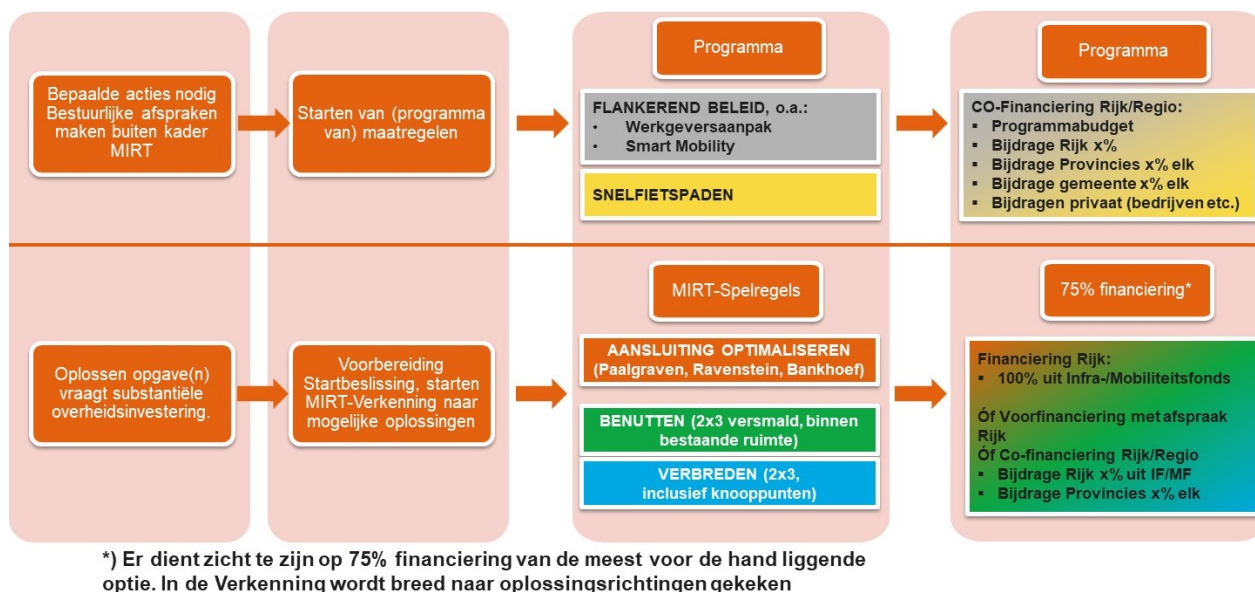 Bepaalde acties nodig
Bestuurlijke afspraken
maken buiten kader
MIRT
Starten van (programma
van) maatregelen
Programma
FLANKEREND BELEID, o.a.:
• Werkgeversaanpak
• Smart Mobility
SNELFIETSPADEN
Programma
CO-Financiering Rijk/Regio:
▪ Programmabudget
▪ Bijdrage Rijk x%
▪ Bijdrage Provincies x% elk
▪ Bijdrage gemeente x% elk
▪ Bijdragen privaat (bedrijven etc.)
Oplossen opgave(n)
vraagt substantiële
overheidsinvestering.
Voorbereiding
Startbeslissing, starten
MIRT-Verkenning naar
mogelijke oplossingen
MIRT-Spelregels
AANSLUITING OPTIMALISEREN
(Paalgraven, Ravenstein, Bankhoef)
BENUTTEN (2x3 versmald, binnen
bestaande ruimte)
VERBREDEN (2x3,
inclusief knooppunten)
75% financiering*
Financiering Rijk:
▪ 100% uit Infra-/Mobiliteitsfonds
Óf Voorfinanciering met afspraak
Rijk
Óf Co-financiering Rijk/Regio
▪ Bijdrage Rijk x% uit IF/MF
▪ Bijdrage Provincies x% elk
*) Er dient zicht te zijn op 75% financiering van de meest voor de hand liggende
optie. In de Verkenning wordt breed naar oplossingsrichtingen gekeken